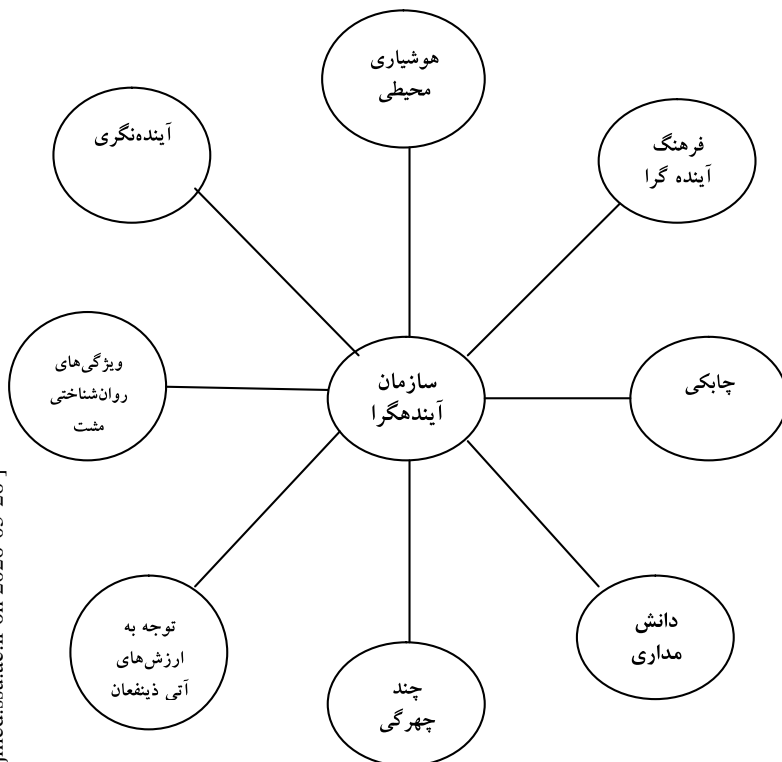 هوشیاری
محیطی
فرهنگ
آینده گرا
آینده‌نگری
سازمان
آیندهگرا
چابکی
ویژگی‌های
روان‌شناختی
مثبت
دانش
مداری
توجه به
ارزش‌های
آتی ذینفعان
چند
چهرگی